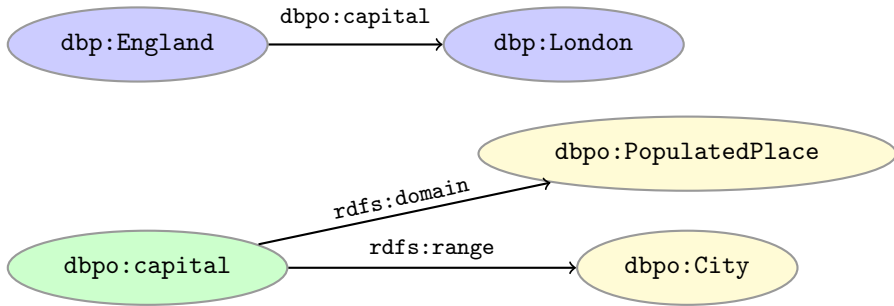 dbpo:capital
dbp:England
dbp:London
dbpo:PopulatedPlace
rdfs:domain
rdfs:range
dbpo:capital
dbpo:City